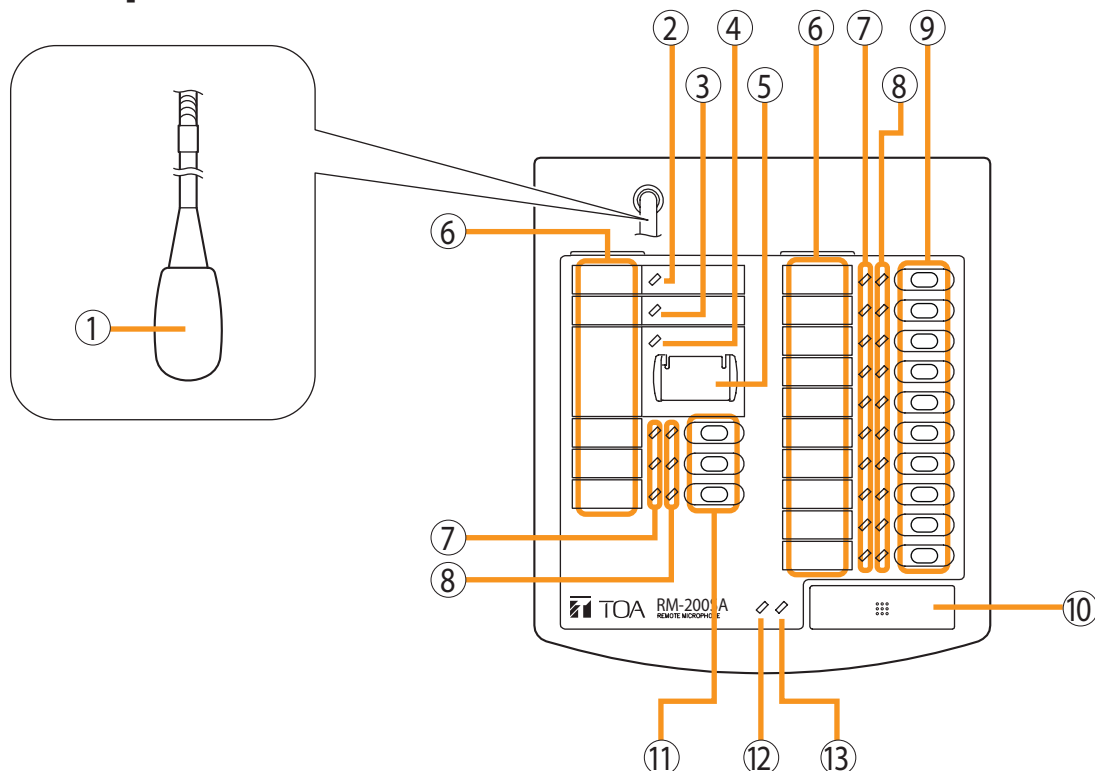 ② ④ ⑥ ⑦ ⑨
③ ⑤ ⑧
⑥
①
⑦
⑧
TOA RM-200SA
REMOTE MICROPHONE
⑩
⑪ ⑫ ⑬